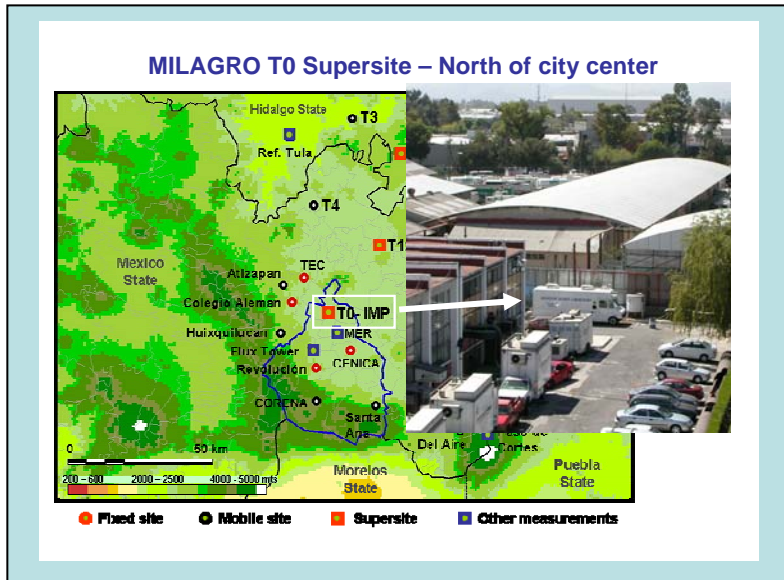 MILAGRO T0 Supersite – North of city center
Hidalgo State
T3
Ref. Tula
T4
T1
Mexico
State
TEC
Atizapan
Colegio Aleman
T0- IMP
Huixquilucan
MER
Flux Tower
CENICA
Revolución
CORENA
Santa
Ana
Del Aire
Cortes
0 50 km
Morelos
State
Puebla
State
200 - 600 2000 - 2500 4000 - 5000 mts
Fixed site Mobile site Supersite Other measurements